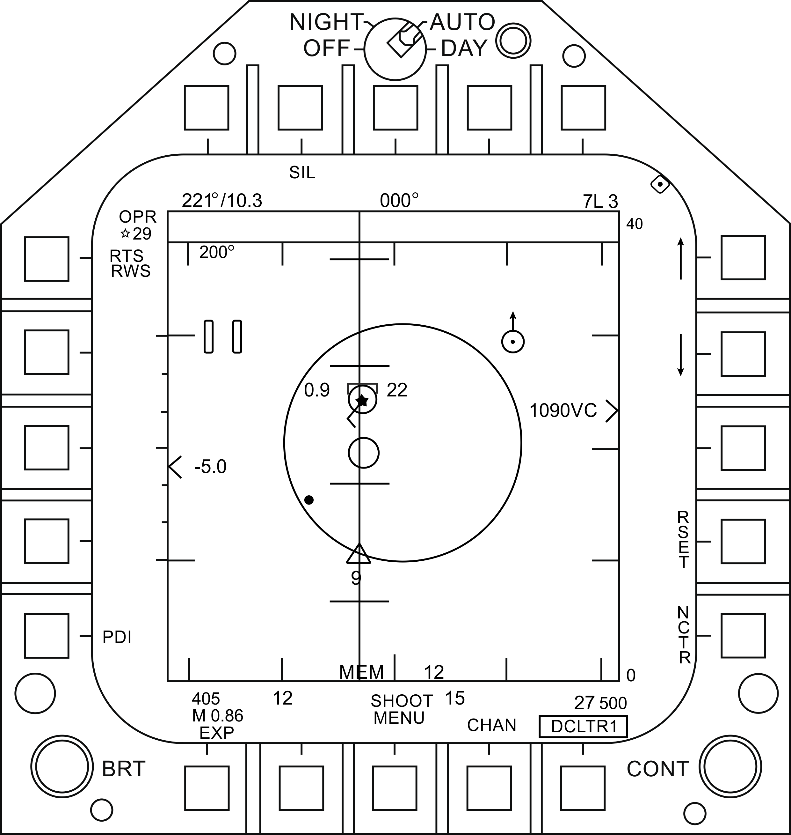 NIGHT AUTO
OFF DAY
SIL
221°/10.3 000° 7L 3
OPR
☆29
40
RTS
RWS
200°
0.9 22
1090VC
-5.0
RSET
9
NCTR
PDI
MEM 12
0
405 12 SHOOT 15 27 500
M 0.86 MENU
EXP CHAN DCLTR1
BRT CONT